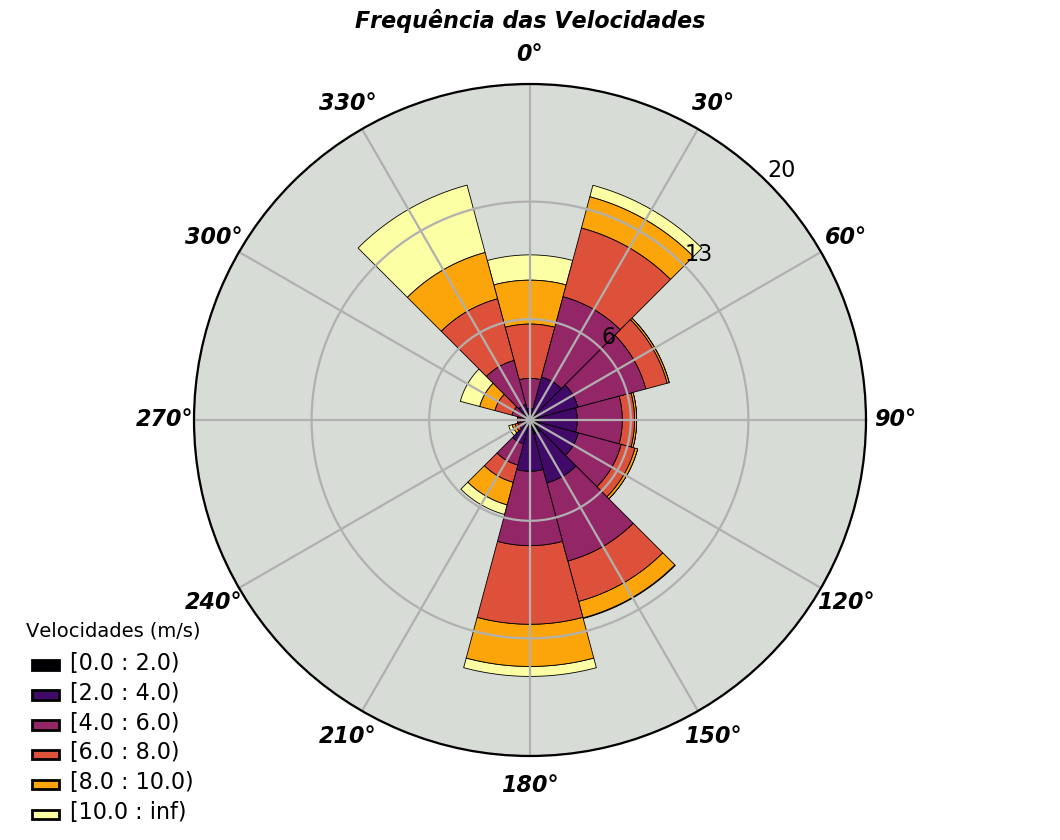 Frequência das Velocidades
0°
330°
30°
20
300°
60°
13
6
270°
90°
240°
120°
Velocidades (m/s)
[0.0 : 2.0)
[2.0 : 4.0)
[4.0 : 6.0)
210°
150°
[6.0 : 8.0)
180°
[8.0 : 10.0)
[10.0 : inf)